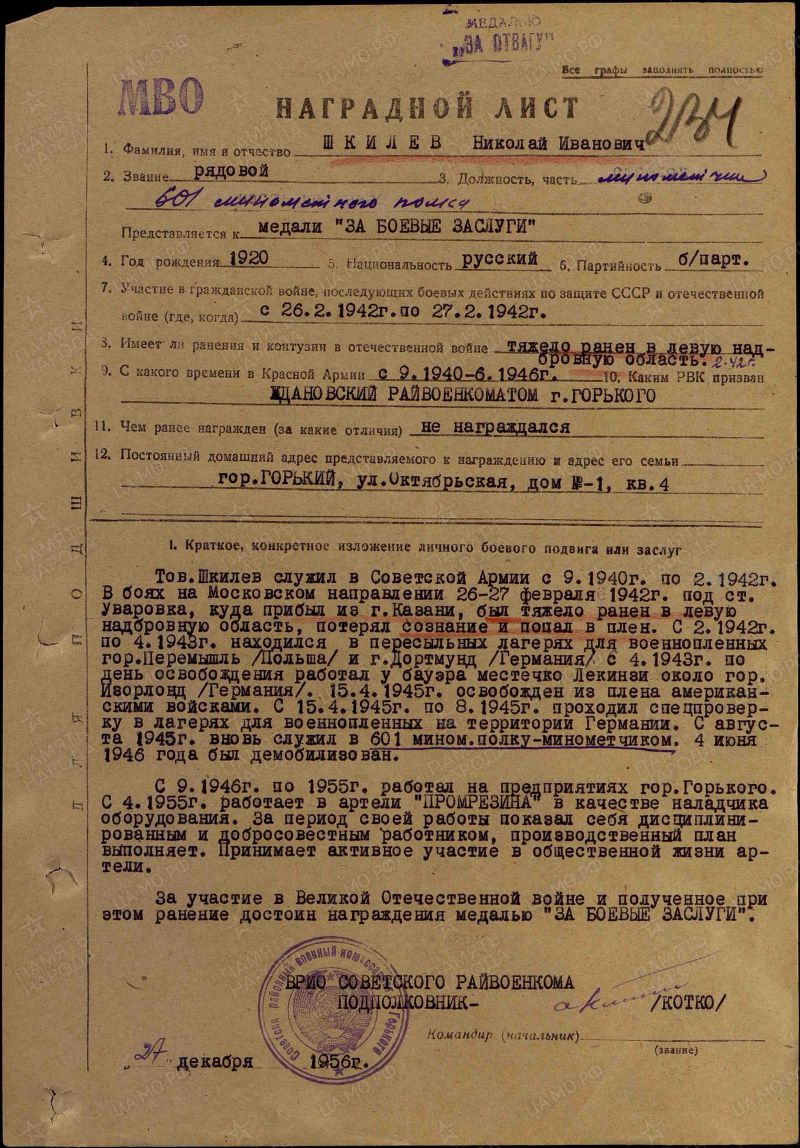 МЕДАЛЬЮ
„ЗА ОТВАГУ"
Все графы заполнять полностью
МВО
НАГРАДНОЙ ЛИСТ
234
1. Фамилия, имя и отчество ШКИЛЕВ Николай Иванович
2. Звание рядовой 3. Должность, часть минометчик
601 минометного полка
Представляется к медали "ЗА БОЕВЫЕ ЗАСЛУГИ"
4. Год рождения 1920 5. Национальность русский 6. Партийность б/парт.
7. Участие в гражданской войне, последующих боевых действиях по защите СССР и отечественной
войне (где, когда) с 26.2.1942г.по 27.2.1942г.
8. Имеет ли ранения и контузии в отечественной войне тяжело ранен в левую над-
бровную область. 2.42г.
9. С какого времени в Красной Армии с 9.1940-6.1946г. 10. Каким РВК призван
ЖДАНОВСКИЙ РАЙВОЕНКОМАТОМ г.ГОРЬКОГО
11. Чем ранее награжден (за какие отличия) не награждался
12. Постоянный домашний адрес представляемого к награждению и адрес его семьи
гор.ГОРЬКИЙ, ул.Октябрьская, дом №-1, кв.4
ДЛЯ ПОДШИВКИ
I. Краткое, конкретное изложение личного боевого подвига или заслуг
Тов.Шкилев служил в Советской Армии с 9.1940г. по 2.1942г.
В боях на Московском направлении 26-27 февраля 1942г. под ст.
Уваровка, куда прибыл из г.Казани, был тяжело ранен в левую
надбровную область, потерял сознание и попал в плен. С 2.1942г.
по 4.1943г. находился в пересыльных лагерях для военнопленных
гор.Перемышль /Польша/ и г.Дортмунд /Германия/ с 4.1943г. по
день освобождения работал у бауэра местечко Лекинзи около гор.
Изорлонд /Германия/. 15.4.1945г. освобожден из плена американ-
скими войсками. С 15.4.1945г. по 8.1945г. проходил спецпровер-
ку в лагерях для военнопленных на территории Германии. С авгус-
та 1945г. вновь служил в 601 мином.полку-минометчиком. 4 июня
1946 года был демобилизован.
С 9.1946г. по 1955г. работал на предприятиях гор.Горького.
С 4.1955г. работает в артели "ПРОМРЕЗИНА" в качестве наладчика
оборудования. За период своей работы показал себя дисциплини-
рованным и добросовестным работником, производственный план
выполняет. Принимает активное участие в общественной жизни ар-
тели.
За участие в Великой Отечественной войне и полученное при
этом ранение достоин награждения медалью "ЗА БОЕВЫЕ ЗАСЛУГИ".
ВРИО СОВЕТСКОГО РАЙВОЕНКОМА
ПОДПОЛКОВНИК- /КОТКО/
Командир (начальник)
(звание)
„27 декабря 1956г.